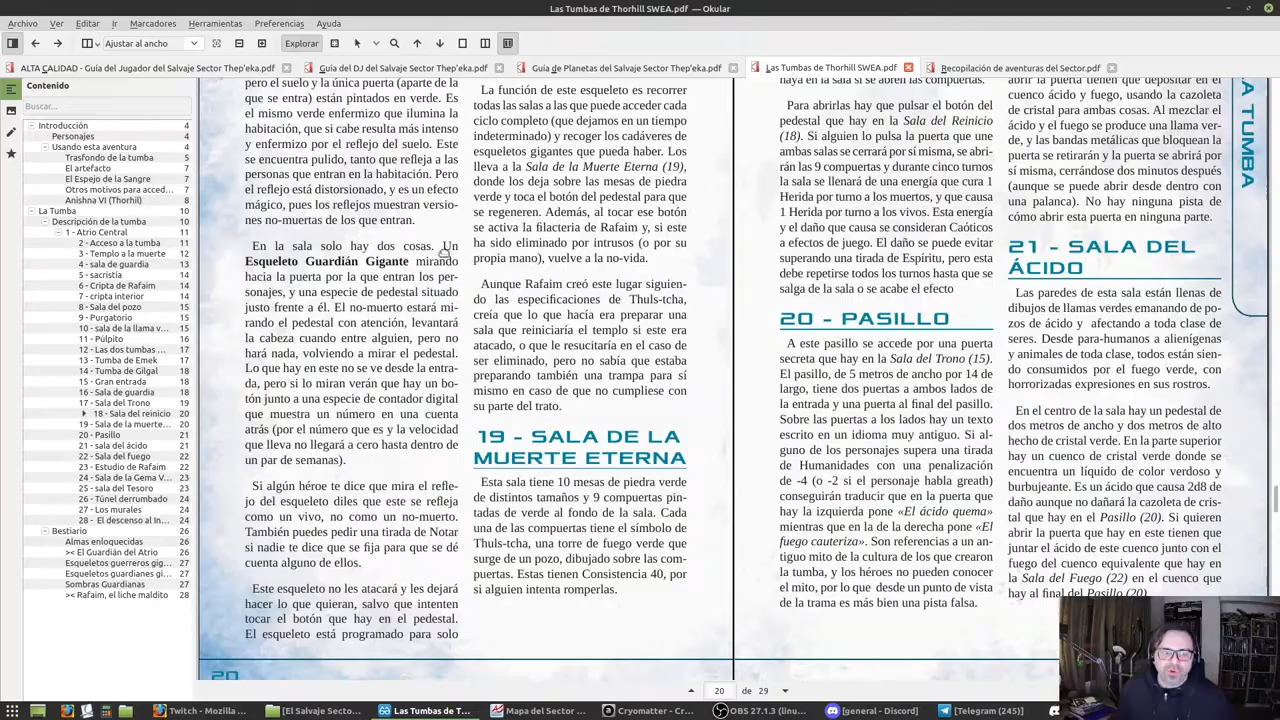 Las Tumbas de Thorhill SWEA.pdf — Okular
Archivo Ver Editar Ir Marcadores Herramientas Preferencias Ayuda
Ajustar al ancho Explorar
ALTA CALIDAD - Guía del Jugador del Salvaje Sector Thep'eka.pdf
Guía del DJ del Salvaje Sector Thep'eka.pdf
Guía de Planetas del Salvaje Sector Thep'eka.pdf
Las Tumbas de Thorhill SWEA.pdf
Recopilación de aventuras del Sector.pdf
Contenido
Buscar...
Introducción 4
Personajes 4
Usando esta aventura 4
Trasfondo de la tumba 5
El artefacto 7
El Espejo de la Sangre 7
Otros motivos para acced... 7
Anishna VI (Thorhil) 8
La Tumba 10
Descripción de la tumba 10
1 - Atrio Central 11
2 - Acceso a la tumba 11
3 - Templo a la muerte 12
4 - sala de guardia 13
5 - sacristía 14
6 - Cripta de Rafaim 14
7 - cripta interior 14
8 - Sala del pozo 15
9 - Purgatorio 15
10 - sala de la llama v... 15
11 - Púlpito 16
12 - Las dos tumbas ... 16
13 - Tumba de Emek 16
14 - Tumba de Gilgal 16
15 - Gran entrada 18
16 - Sala de guardia 18
17 - Sala del Trono 19
18 - Sala del reinicio 20
19 - Sala de la muerte... 20
20 - Pasillo 21
21 - sala del ácido 21
22 - Sala del fuego 22
23 - Estudio de Rafaim 22
24 - Sala de la Gema V... 23
25 - sala del Tesoro 23
26 - Túnel derrumbado 24
27 - Los murales 24
28 - El descenso al In... 24
Bestiario 26
Almas enloquecidas 26
>< El Guardián del Atrio 26
Esqueletos guerreros gig... 27
Esqueletos guardianes gi... 27
Sombras Guardianas 27
>< Rafaim, el liche maldito 28
pero el suelo y la única puerta (aparte de la
que se entra) están pintados en verde. Es
el mismo verde enfermizo que ilumina la
habitación, que si cabe resulta más intenso
y enfermizo por el reflejo del suelo. Este
se encuentra pulido, tanto que refleja a las
personas que entran en la habitación. Pero
el reflejo está distorsionado, y es un efecto
mágico, pues los reflejos muestran versio-
nes no-muertas de los que entran.
En la sala solo hay dos cosas. Un
Esqueleto Guardián Gigante mirando
hacia la puerta por la que entran los per-
sonajes, y una especie de pedestal situado
justo frente a él. El no-muerto estará mi-
rando el pedestal con atención, levantará
la cabeza cuando entre alguien, pero no
hará nada, volviendo a mirar el pedestal.
Lo que hay en este no se ve desde la entra-
da, pero si lo miran verán que hay un bo-
tón junto a una especie de contador digital
que muestra un número en una cuenta
atrás (por el número que es y la velocidad
que lleva no llegará a cero hasta dentro de
un par de semanas).
Si algún héroe te dice que mira el refle-
jo del esqueleto diles que este se refleja
como un vivo, no como un no-muerto.
También puedes pedir una tirada de Notar
si nadie te dice que se fija para que se dé
cuenta alguno de ellos.
Este esqueleto no les atacará y les dejará
hacer lo que quieran, salvo que intenten
tocar el botón que hay en el pedestal.
El esqueleto está programado para solo
20
La función de este esqueleto es recorrer
todas las salas a las que puede acceder cada
ciclo completo (que dejamos en un tiempo
indeterminado) y recoger los cadáveres de
esqueletos gigantes que pueda haber. Los
lleva a la Sala de la Muerte Eterna (19),
donde los deja sobre las mesas de piedra
verde y toca el botón del pedestal para que
se regeneren. Además, al tocar ese botón
se activa la filacteria de Rafaim y, si este
ha sido eliminado por intrusos (o por su
propia mano), vuelve a la no-vida.
Aunque Rafaim creó este lugar siguien-
do las especificaciones de Thuls-tcha,
creía que lo que hacía era preparar una
sala que reiniciaría el templo si este era
atacado, o que le resucitaría en el caso de
ser eliminado, pero no sabía que estaba
preparando también una trampa para sí
mismo en caso de que no cumpliese con
su parte del trato.
19 - SALA DE LA
MUERTE ETERNA
Esta sala tiene 10 mesas de piedra verde
de distintos tamaños y 9 compuertas pin-
tadas de verde al fondo de la sala. Cada
una de las compuertas tiene el símbolo de
Thuls-tcha, una torre de fuego verde que
surge de un pozo, dibujado sobre las com-
puertas. Estas tienen Consistencia 40, por
si alguien intenta romperlas.
haya en la sala si se abren las compuertas.
Para abrirlas hay que pulsar el botón del
pedestal que hay en la Sala del Reinicio
(18). Si alguien lo pulsa la puerta que une
ambas salas se cerrará por sí misma, se abri-
rán las 9 compuertas y durante cinco turnos
la sala se llenará de una energía que cura 1
Herida por turno a los muertos, y que causa
1 Herida por turno a los vivos. Esta energía
y el daño que causa se consideran Caóticos
a efectos de juego. El daño se puede evitar
superando una tirada de Espíritu, pero esta
debe repetirse todos los turnos hasta que se
salga de la sala o se acabe el efecto
20 - PASILLO
A este pasillo se accede por una puerta
secreta que hay en la Sala del Trono (15).
El pasillo, de 5 metros de ancho por 14 de
largo, tiene dos puertas a ambos lados de
la entrada y una puerta al final del pasillo.
Sobre las puertas a los lados hay un texto
escrito en un idioma muy antiguo. Si al-
guno de los personajes supera una tirada
de Humanidades con una penalización
de -4 (o -2 si el personaje habla greath)
conseguirán traducir que en la puerta que
hay la izquierda pone «El ácido quema»
mientras que en la de la derecha pone «El
fuego cauteriza». Son referencias a un an-
tiguo mito de la cultura de los que crearon
la tumba, y los héroes no pueden conocer
el mito, por lo que desde un punto de vista
de la trama es más bien una pista falsa.
abrir la puerta tienen que depositar en el
cuenco ácido y fuego, usando la cazoleta
de cristal para ambas cosas. Al mezclar el
ácido y el fuego se produce una llama ver-
de, y las bandas metálicas que bloquean la
puerta se retirarán y la puerta se abrirá por
sí misma, cerrándose dos minutos después
(aunque se puede abrir desde dentro con
una palanca). No hay ninguna pista de
cómo abrir esta puerta en ninguna parte.
21 - SALA DEL
ÁCIDO
Las paredes de esta sala están llenas de
dibujos de llamas verdes emanando de po-
zos de ácido y afectando a toda clase de
seres. Desde para-humanos a alienígenas
y animales de toda clase, todos están sien-
do consumidos por el fuego verde, con
horrorizadas expresiones en sus rostros.
En el centro de la sala hay un pedestal de
dos metros de ancho y dos metros de alto
hecho de cristal verde. En la parte superior
hay un cuenco de cristal verde donde se
encuentra un líquido de color verdoso y
burbujeante. Es un ácido que causa 2d8 de
daño aunque no dañará la cazoleta de cris-
tal que hay en el Pasillo (20). Si quieren
abrir la puerta que hay en este tienen que
juntar el ácido de este cuenco junto con el
fuego del cuenco equivalente que hay en
la Sala del Fuego (22) en el cuenco que
hay al final del Pasillo (20)
A TUMBA
20 de 29
Twitch - Mozilla ...
[El Salvaje Secto...
Las Tumbas de T...
Mapa del Sector ...
Cryomatter - Cr...
OBS 27.1.3 (linu...
[general - Discord]
[Telegram (245)]